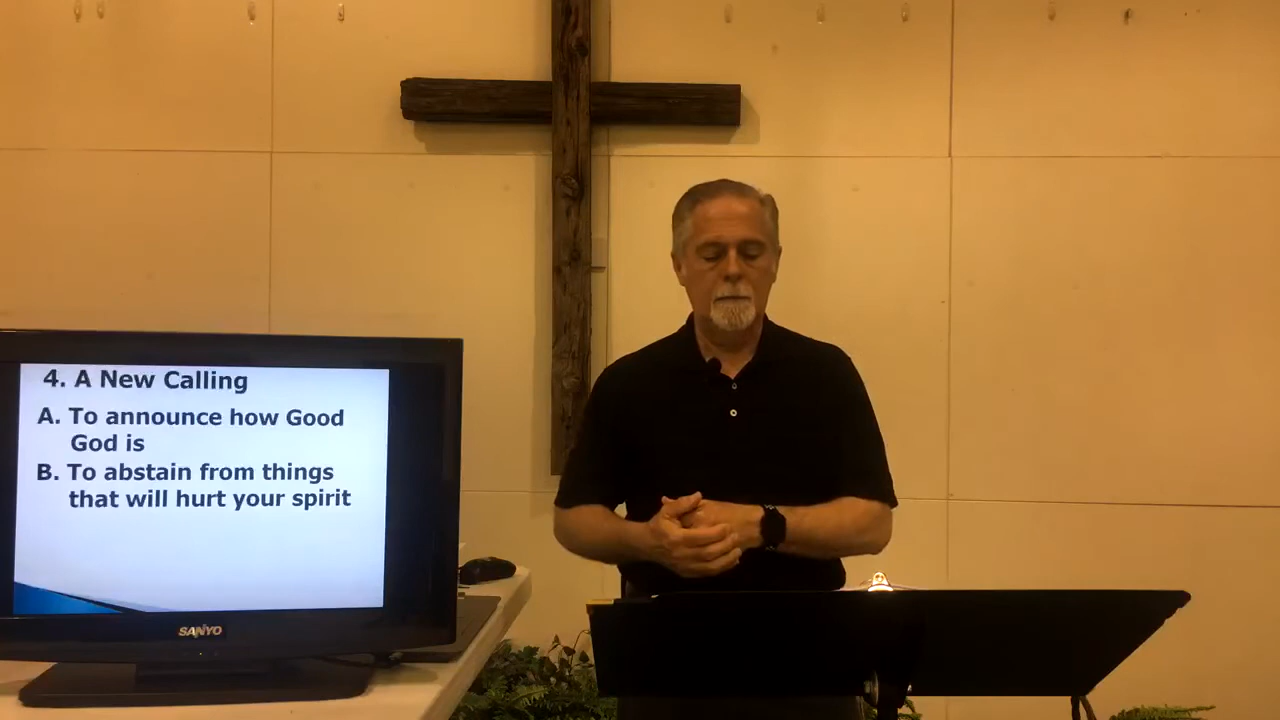 4. A New Calling
A. To announce how Good
God is
B. To abstain from things
that will hurt your spirit
SANYO